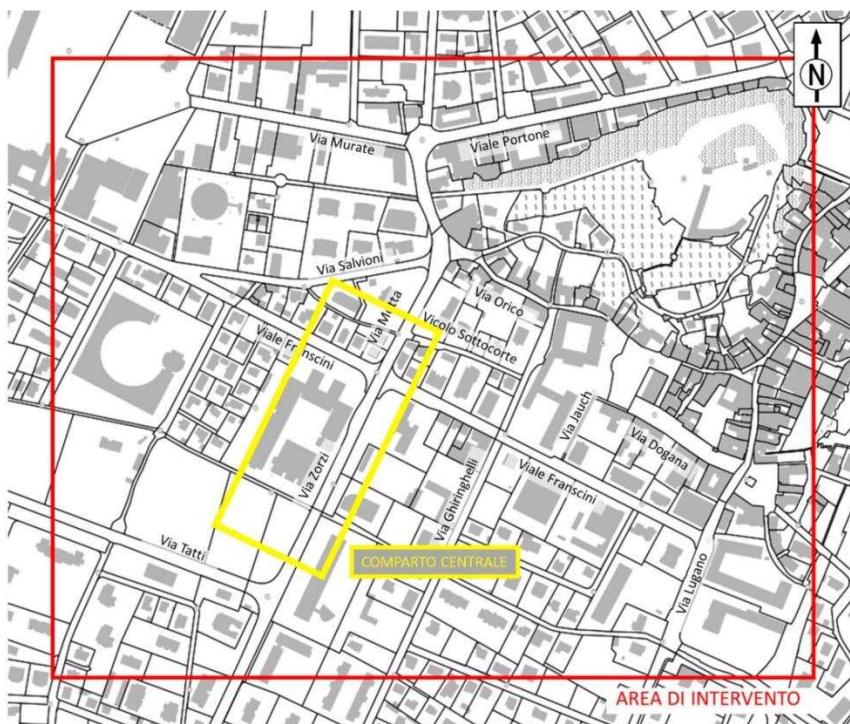 N
Via Murate
Viale Portone
Via Salvioni
Via Orico
Via Motta
Vicolo Sottocorte
Viale Franscini
Via Jauch
Via Dogana
Viale Franscini
Via Zorzi
Via Ghiringhelli
Via Tatti
COMPARTO CENTRALE
Via Lugano
AREA DI INTERVENTO